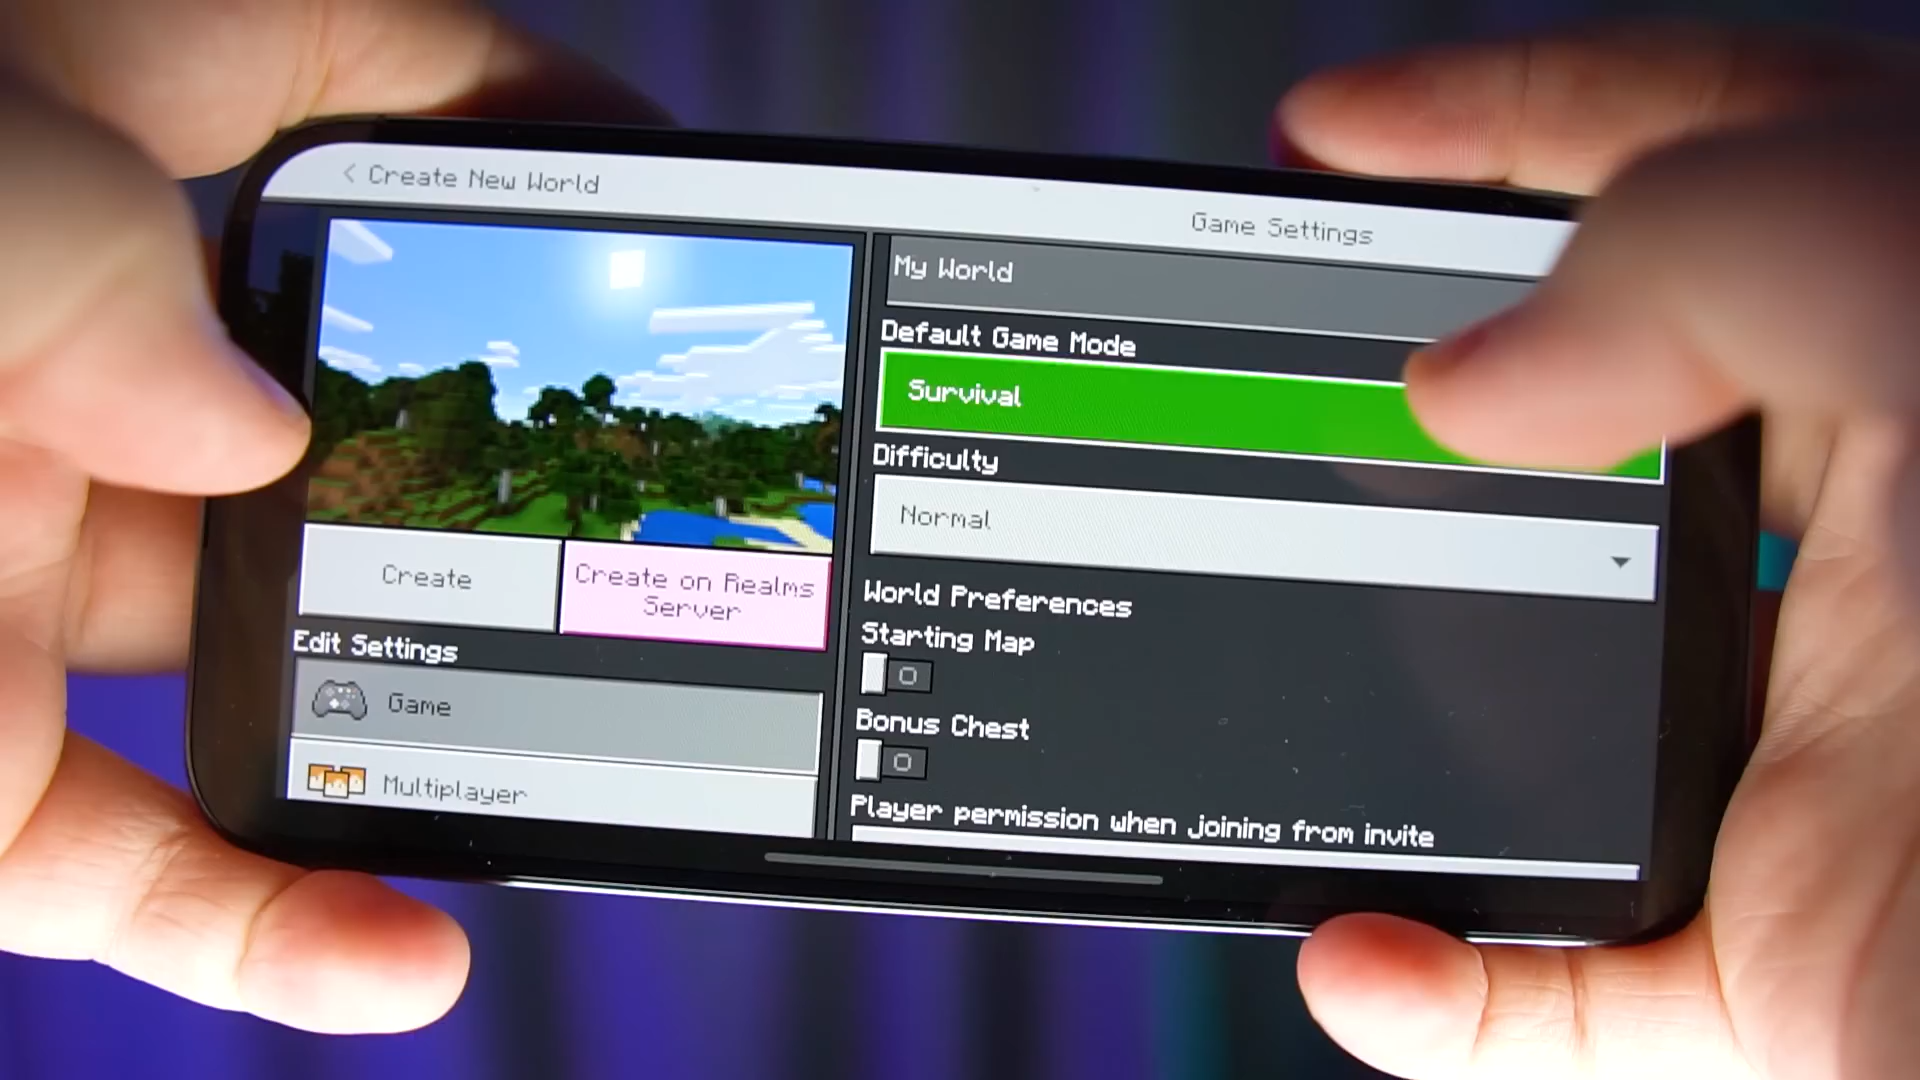 Create New World
Game Settings
My World
Default Game Mode
Survival
Difficulty
Normal
World Preferences
Starting Map
Bonus Chest
Player permission when joining from invite
Create
Create on Realms
Server
Edit Settings
Game
Multiplayer